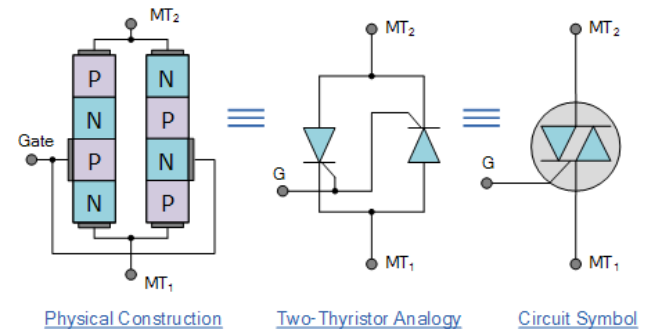 MT₂
P N
N P
Gate
P N
N P
MT₁
Physical Construction
MT₂
G
MT₁
Two-Thyristor Analogy
MT₂
G
MT₁
Circuit Symbol